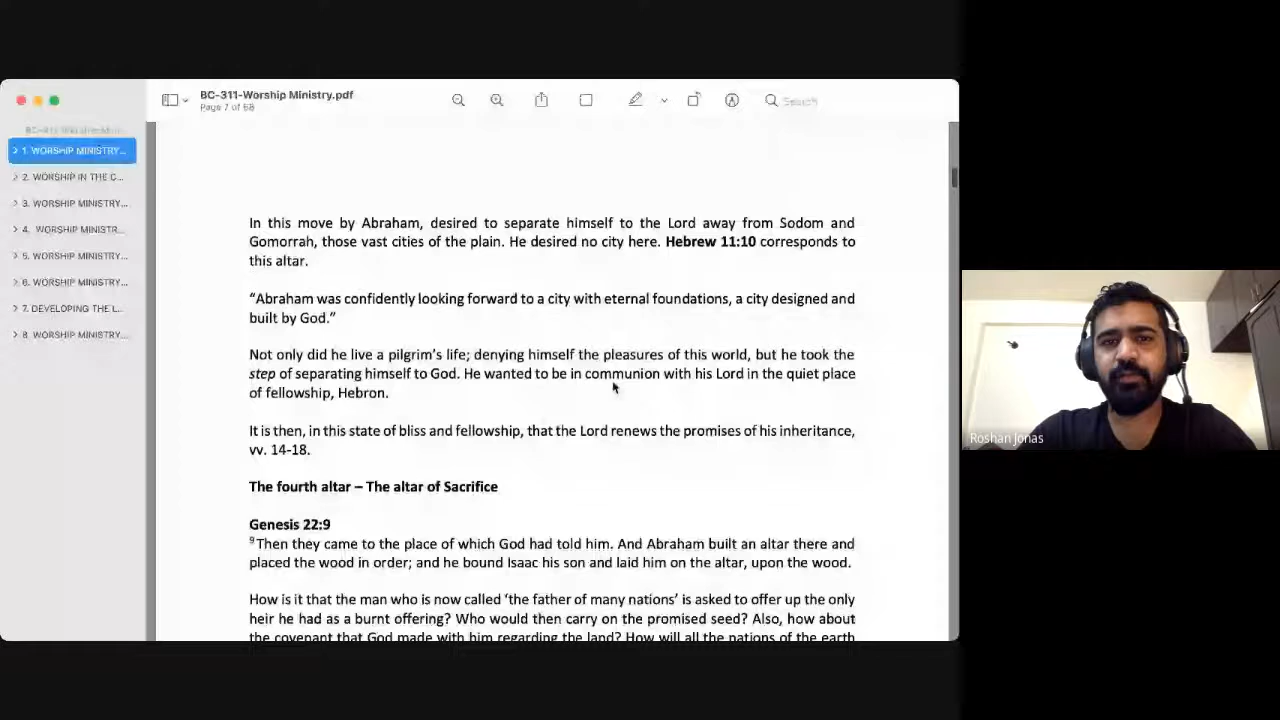 BC-311-Worship Ministry.pdf
Page 7 of 58
Search
1. WORSHIP MINISTRY...
2. WORSHIP IN THE C...
3. WORSHIP MINISTRY...
4. WORSHIP MINISTR...
5. WORSHIP MINISTRY...
6. WORSHIP MINISTRY...
7. DEVELOPING THE L...
8. WORSHIP MINISTRY...
In this move by Abraham, desired to separate himself to the Lord away from Sodom and
Gomorrah, those vast cities of the plain. He desired no city here. Hebrew 11:10 corresponds to
this altar.
“Abraham was confidently looking forward to a city with eternal foundations, a city designed and
built by God.”
Not only did he live a pilgrim’s life; denying himself the pleasures of this world, but he took the
step of separating himself to God. He wanted to be in communion with his Lord in the quiet place
of fellowship, Hebron.
It is then, in this state of bliss and fellowship, that the Lord renews the promises of his inheritance,
vv. 14-18.
The fourth altar – The altar of Sacrifice
Genesis 22:9
9 Then they came to the place of which God had told him. And Abraham built an altar there and
placed the wood in order; and he bound Isaac his son and laid him on the altar, upon the wood.
How is it that the man who is now called ‘the father of many nations’ is asked to offer up the only
heir he had as a burnt offering? Who would then carry on the promised seed? Also, how about
the covenant that God made with him regarding the land? How will all the nations of the earth
Roshan Jonas